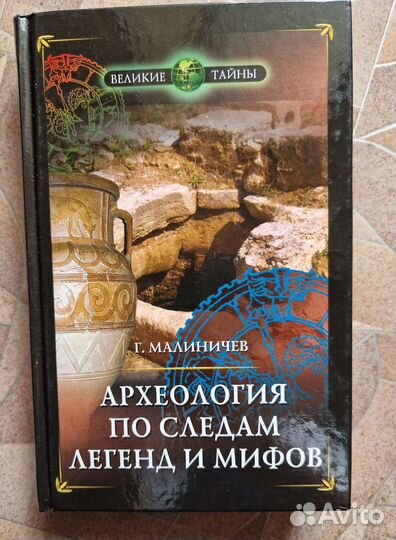 ВЕЛИКИЕ ТАЙНЫ
Г. МАЛИНИЧЕВ
АРХЕОЛОГИЯ
ПО СЛЕДАМ
ЛЕГЕНД И МИФОВ
Avito